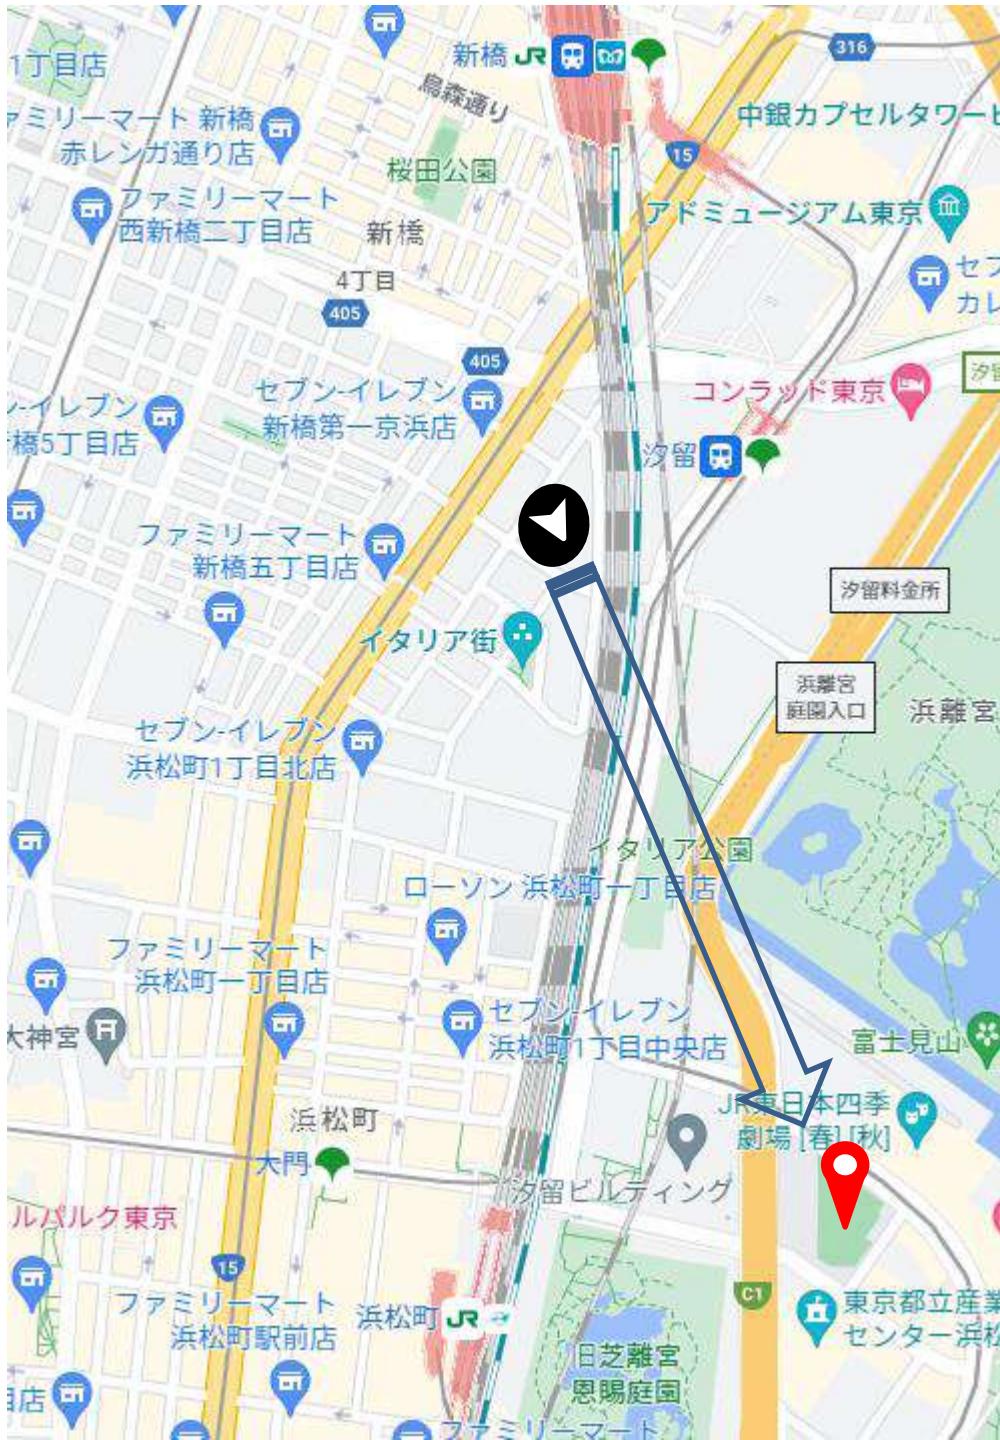 新橋 JR
316
1丁目店
烏森通り
ァミリーマート 新橋
赤レンガ通り店
中銀カプセルタワービ
15
桜田公園
ファミリーマート
西新橋二丁目店
アドミュージアム東京
新橋
4丁目
405
セブ
カレ
405
コンラッド東京
汐留
セブン-イレブン
新橋第一京浜店
ン-イレブン
橋5丁目店
汐留
ファミリーマート
新橋五丁目店
汐留料金所
イタリア街
浜離宮
庭園入口
浜離宮
セブン-イレブン
浜松町1丁目北店
イタリア公園
ローソン 浜松町一丁目店
ファミリーマート
浜松町一丁目店
セブン-イレブン
浜松町1丁目中央店
大神宮
富士見山
浜松町
JR東日本四季
劇場 [春] [秋]
大門
汐留ビルディング
ルパルク東京
15
C1
ファミリーマート
浜松町駅前店
浜松町 JR
東京都立産業
センター浜松
旧芝離宮
恩賜庭園
目店
ファミリーマート